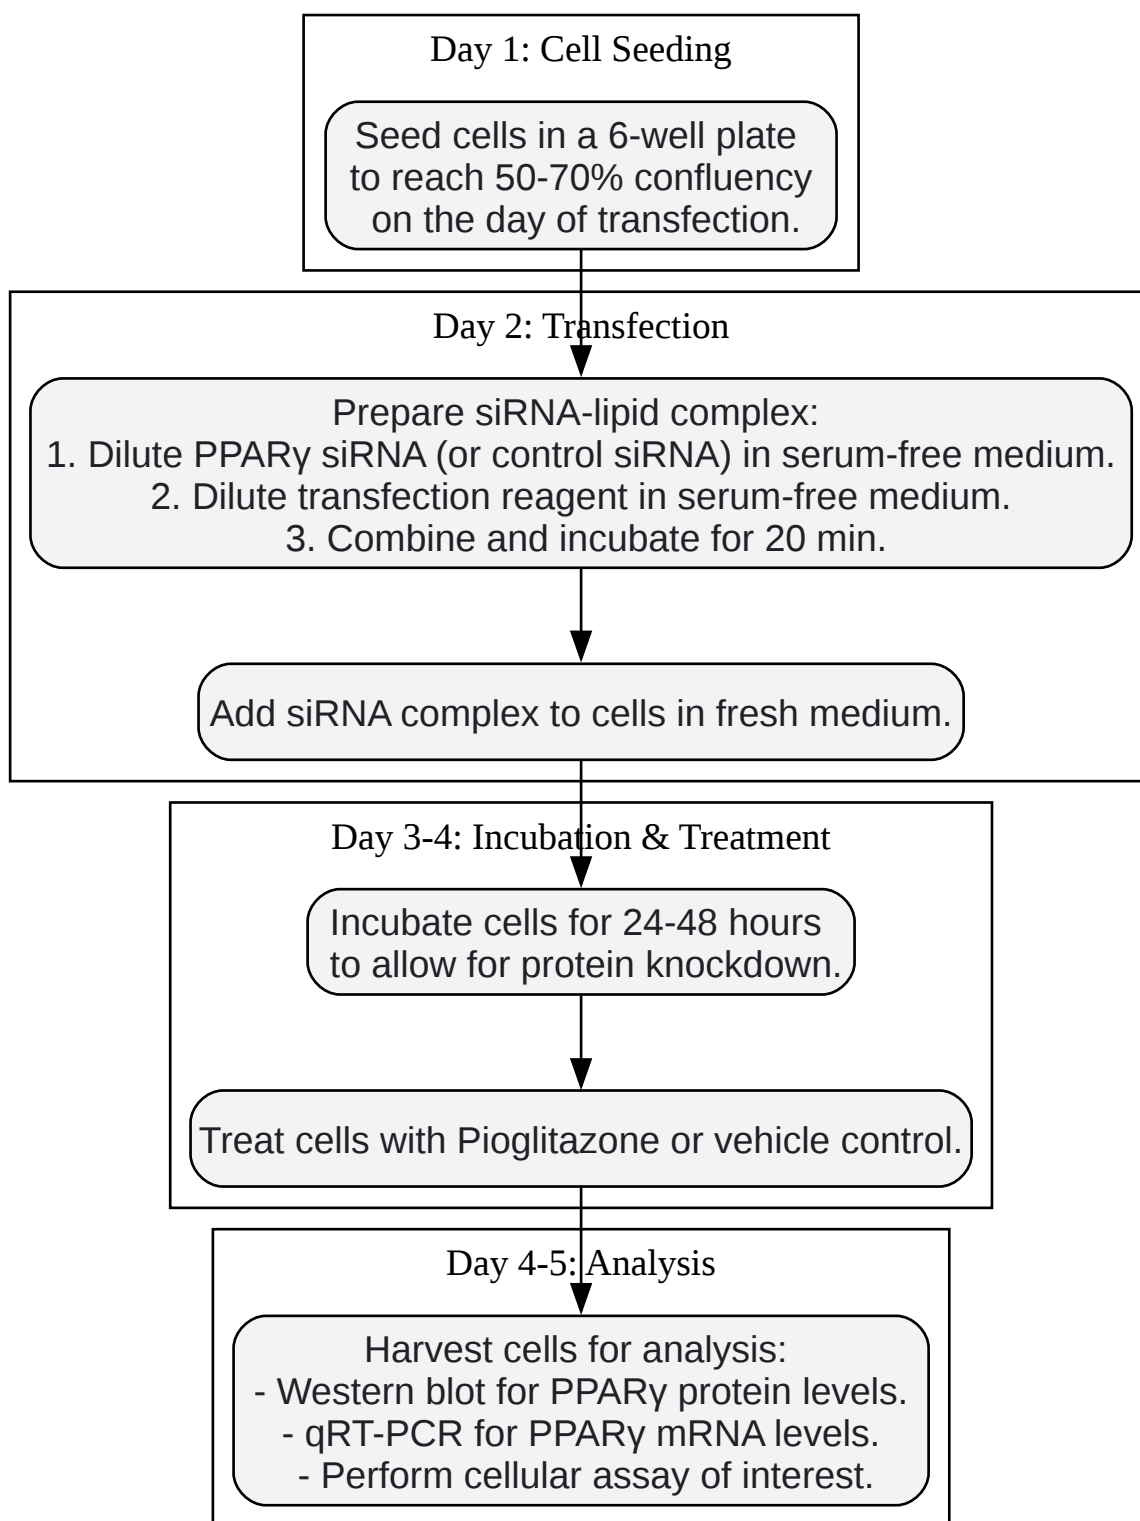 Day 1: Cell Seeding
Seed cells in a 6-well plate
to reach 50-70% confluency
on the day of transfection.
Day 2: Transfection
Prepare siRNA-lipid complex:
1. Dilute PPARγ siRNA (or control siRNA) in serum-free medium.
2. Dilute transfection reagent in serum-free medium.
3. Combine and incubate for 20 min.
Add siRNA complex to cells in fresh medium.
Day 3-4: Incubation & Treatment
Incubate cells for 24-48 hours
to allow for protein knockdown.
Treat cells with Pioglitazone or vehicle control.
Day 4-5: Analysis
Harvest cells for analysis:
- Western blot for PPARγ protein levels.
- qRT-PCR for PPARγ mRNA levels.
- Perform cellular assay of interest.